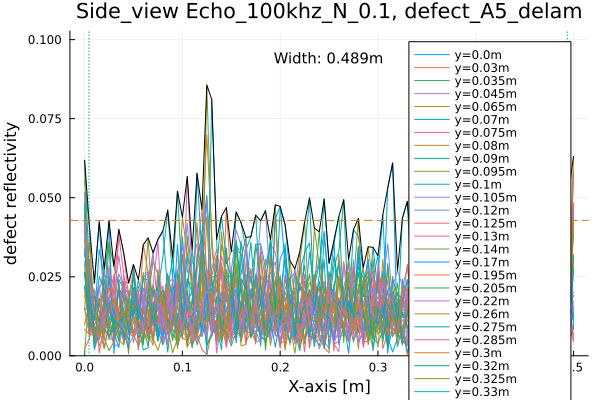 Side_view Echo_100khz_N_0.1, defect_A5_delam
0.100
0.075
0.050
0.025
0.000
defect reflectivity
Width: 0.489m
y=0.0m
y=0.03m
y=0.035m
y=0.045m
y=0.065m
y=0.07m
y=0.075m
y=0.08m
y=0.09m
y=0.095m
y=0.1m
y=0.105m
y=0.12m
y=0.125m
y=0.13m
y=0.14m
y=0.17m
y=0.195m
y=0.205m
y=0.22m
y=0.26m
y=0.275m
y=0.285m
y=0.3m
y=0.32m
y=0.325m
y=0.33m
0.0 0.1 0.2 0.3 .5
X-axis [m]